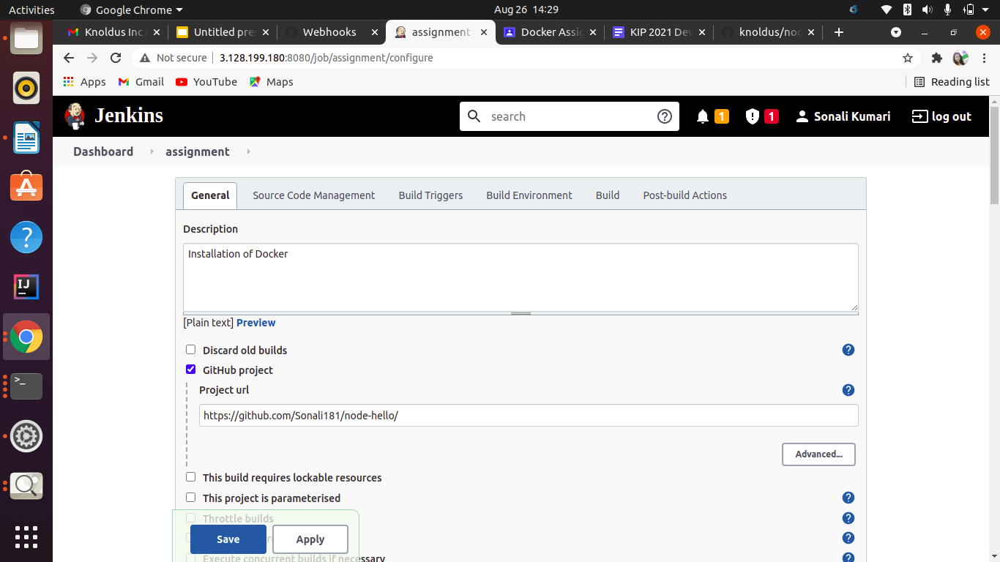 Activities Google Chrome Aug 26 14:29
Knoldus Inc Untitled pre Webhooks assignment Docker Assig KIP 2021 Dev knoldus/nod
Not secure 3.128.199.180:8080/job/assignment/configure
Apps Gmail YouTube Maps Reading list
Jenkins search 1 1 Sonali Kumari log out
Dashboard assignment
General Source Code Management Build Triggers Build Environment Build Post-build Actions
Description
Installation of Docker
[Plain text] Preview
Discard old builds
GitHub project
Project url
https://github.com/Sonali181/node-hello/
Advanced...
This build requires lockable resources
This project is parameterised
Throttle builds
Save Apply
Execute concurrent builds if necessary